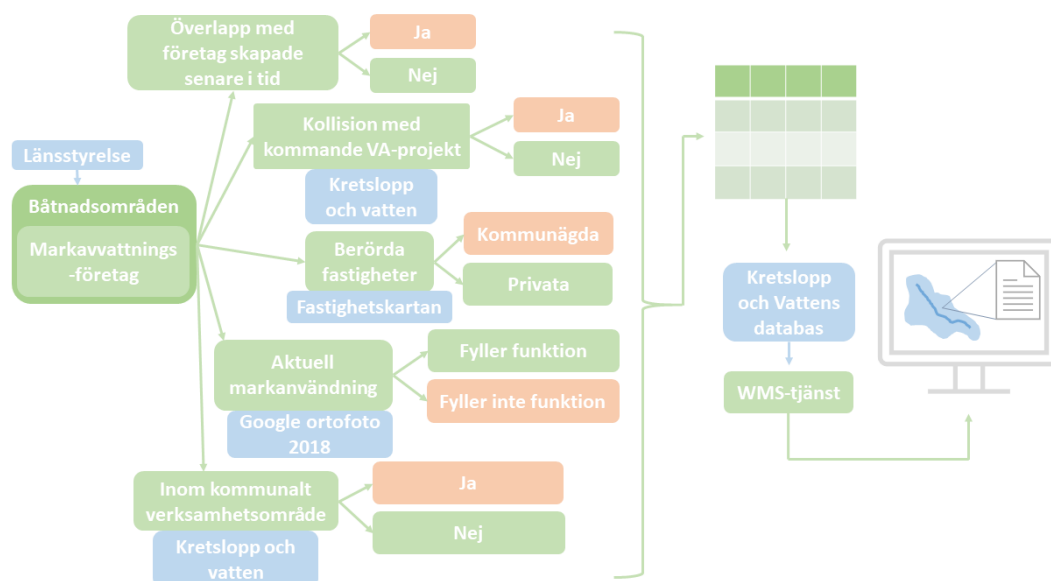 Överlapp med
företag skapade
senare i tid
Ja
Nej
Kollision med
kommande VA-projekt
Ja
Nej
Kretslopp
och vatten
Länsstyrelse
Båtnadsområden
Markavvattnings
-företag
Berörda
fastigheter
Kommunägda
Privata
Fastighetskartan
Aktuell
markanvändning
Fyller funktion
Fyller inte funktion
Google ortofoto
2018
Inom kommunalt
verksamhetsområde
Ja
Nej
Kretslopp och
vatten
Kretslopp
och Vattens
databas
WMS-tjänst